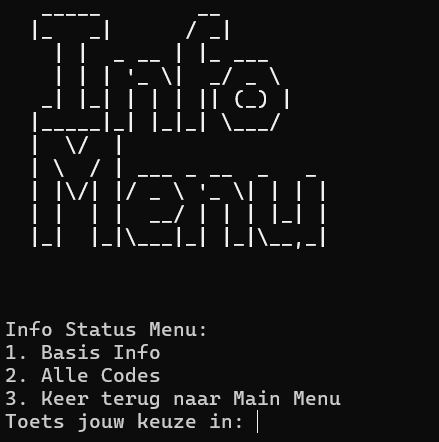 Info
Menu
Info Status Menu:
1. Basis Info
2. Alle Codes
3. Keer terug naar Main Menu
Toets jouw keuze in: